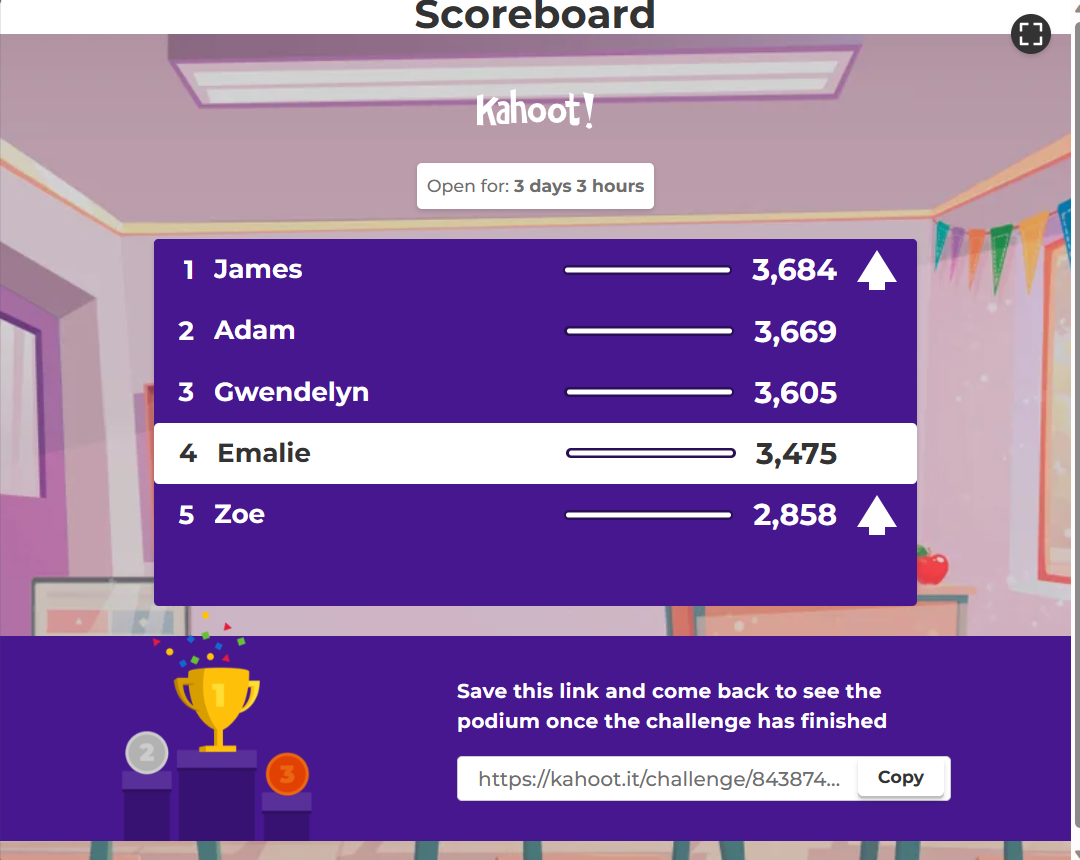 Scoreboard
Kahoot!
Open for: 3 days 3 hours
1 James 3,684
2 Adam 3,669
3 Gwendelyn 3,605
4 Emalie 3,475
5 Zoe 2,858
1
2
3
Save this link and come back to see the
podium once the challenge has finished
https://kahoot.it/challenge/843874... Copy